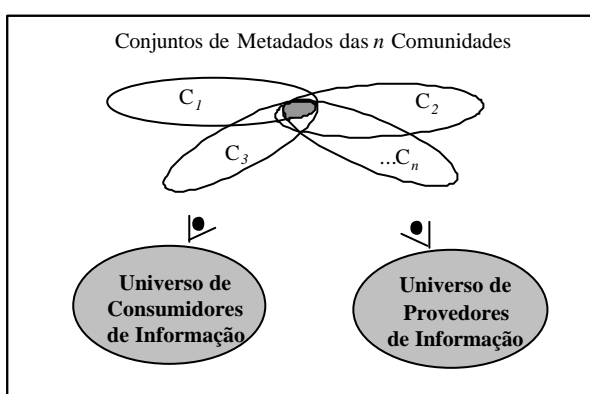 Conjuntos de Metadados das n Comunidades
C1
C2
C3
...Cn
Universo de
Consumidores
de Informação
Universo de
Provedores
de Informação